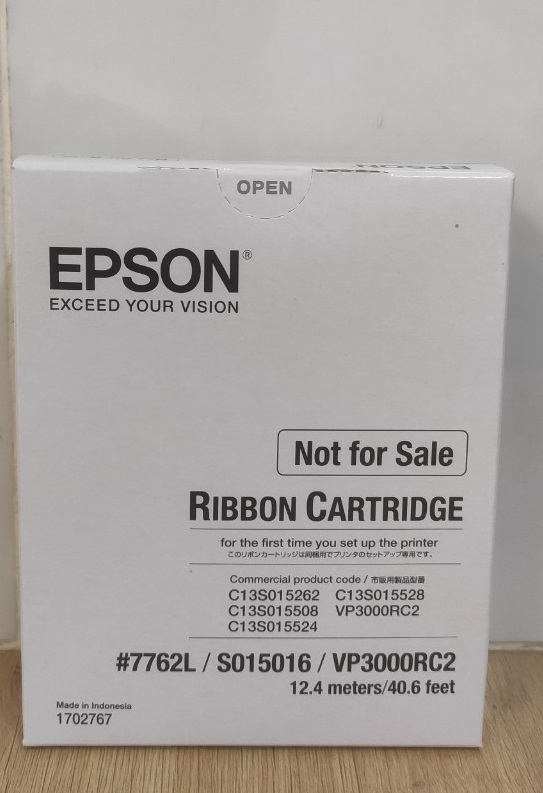 EPSON
OPEN
EPSON®
EXCEED YOUR VISION
Not for Sale
RIBBON CARTRIDGE
for the first time you set up the printer
このリボンカートリッジは同梱用でプリンタのセットアップ専用です。
Commercial product code / 市販用製品型番
C13S015262 C13S015528
C13S015508 VP3000RC2
C13S015524
#7762L / S015016 / VP3000RC2
12.4 meters/40.6 feet
Made in Indonesia
1702767